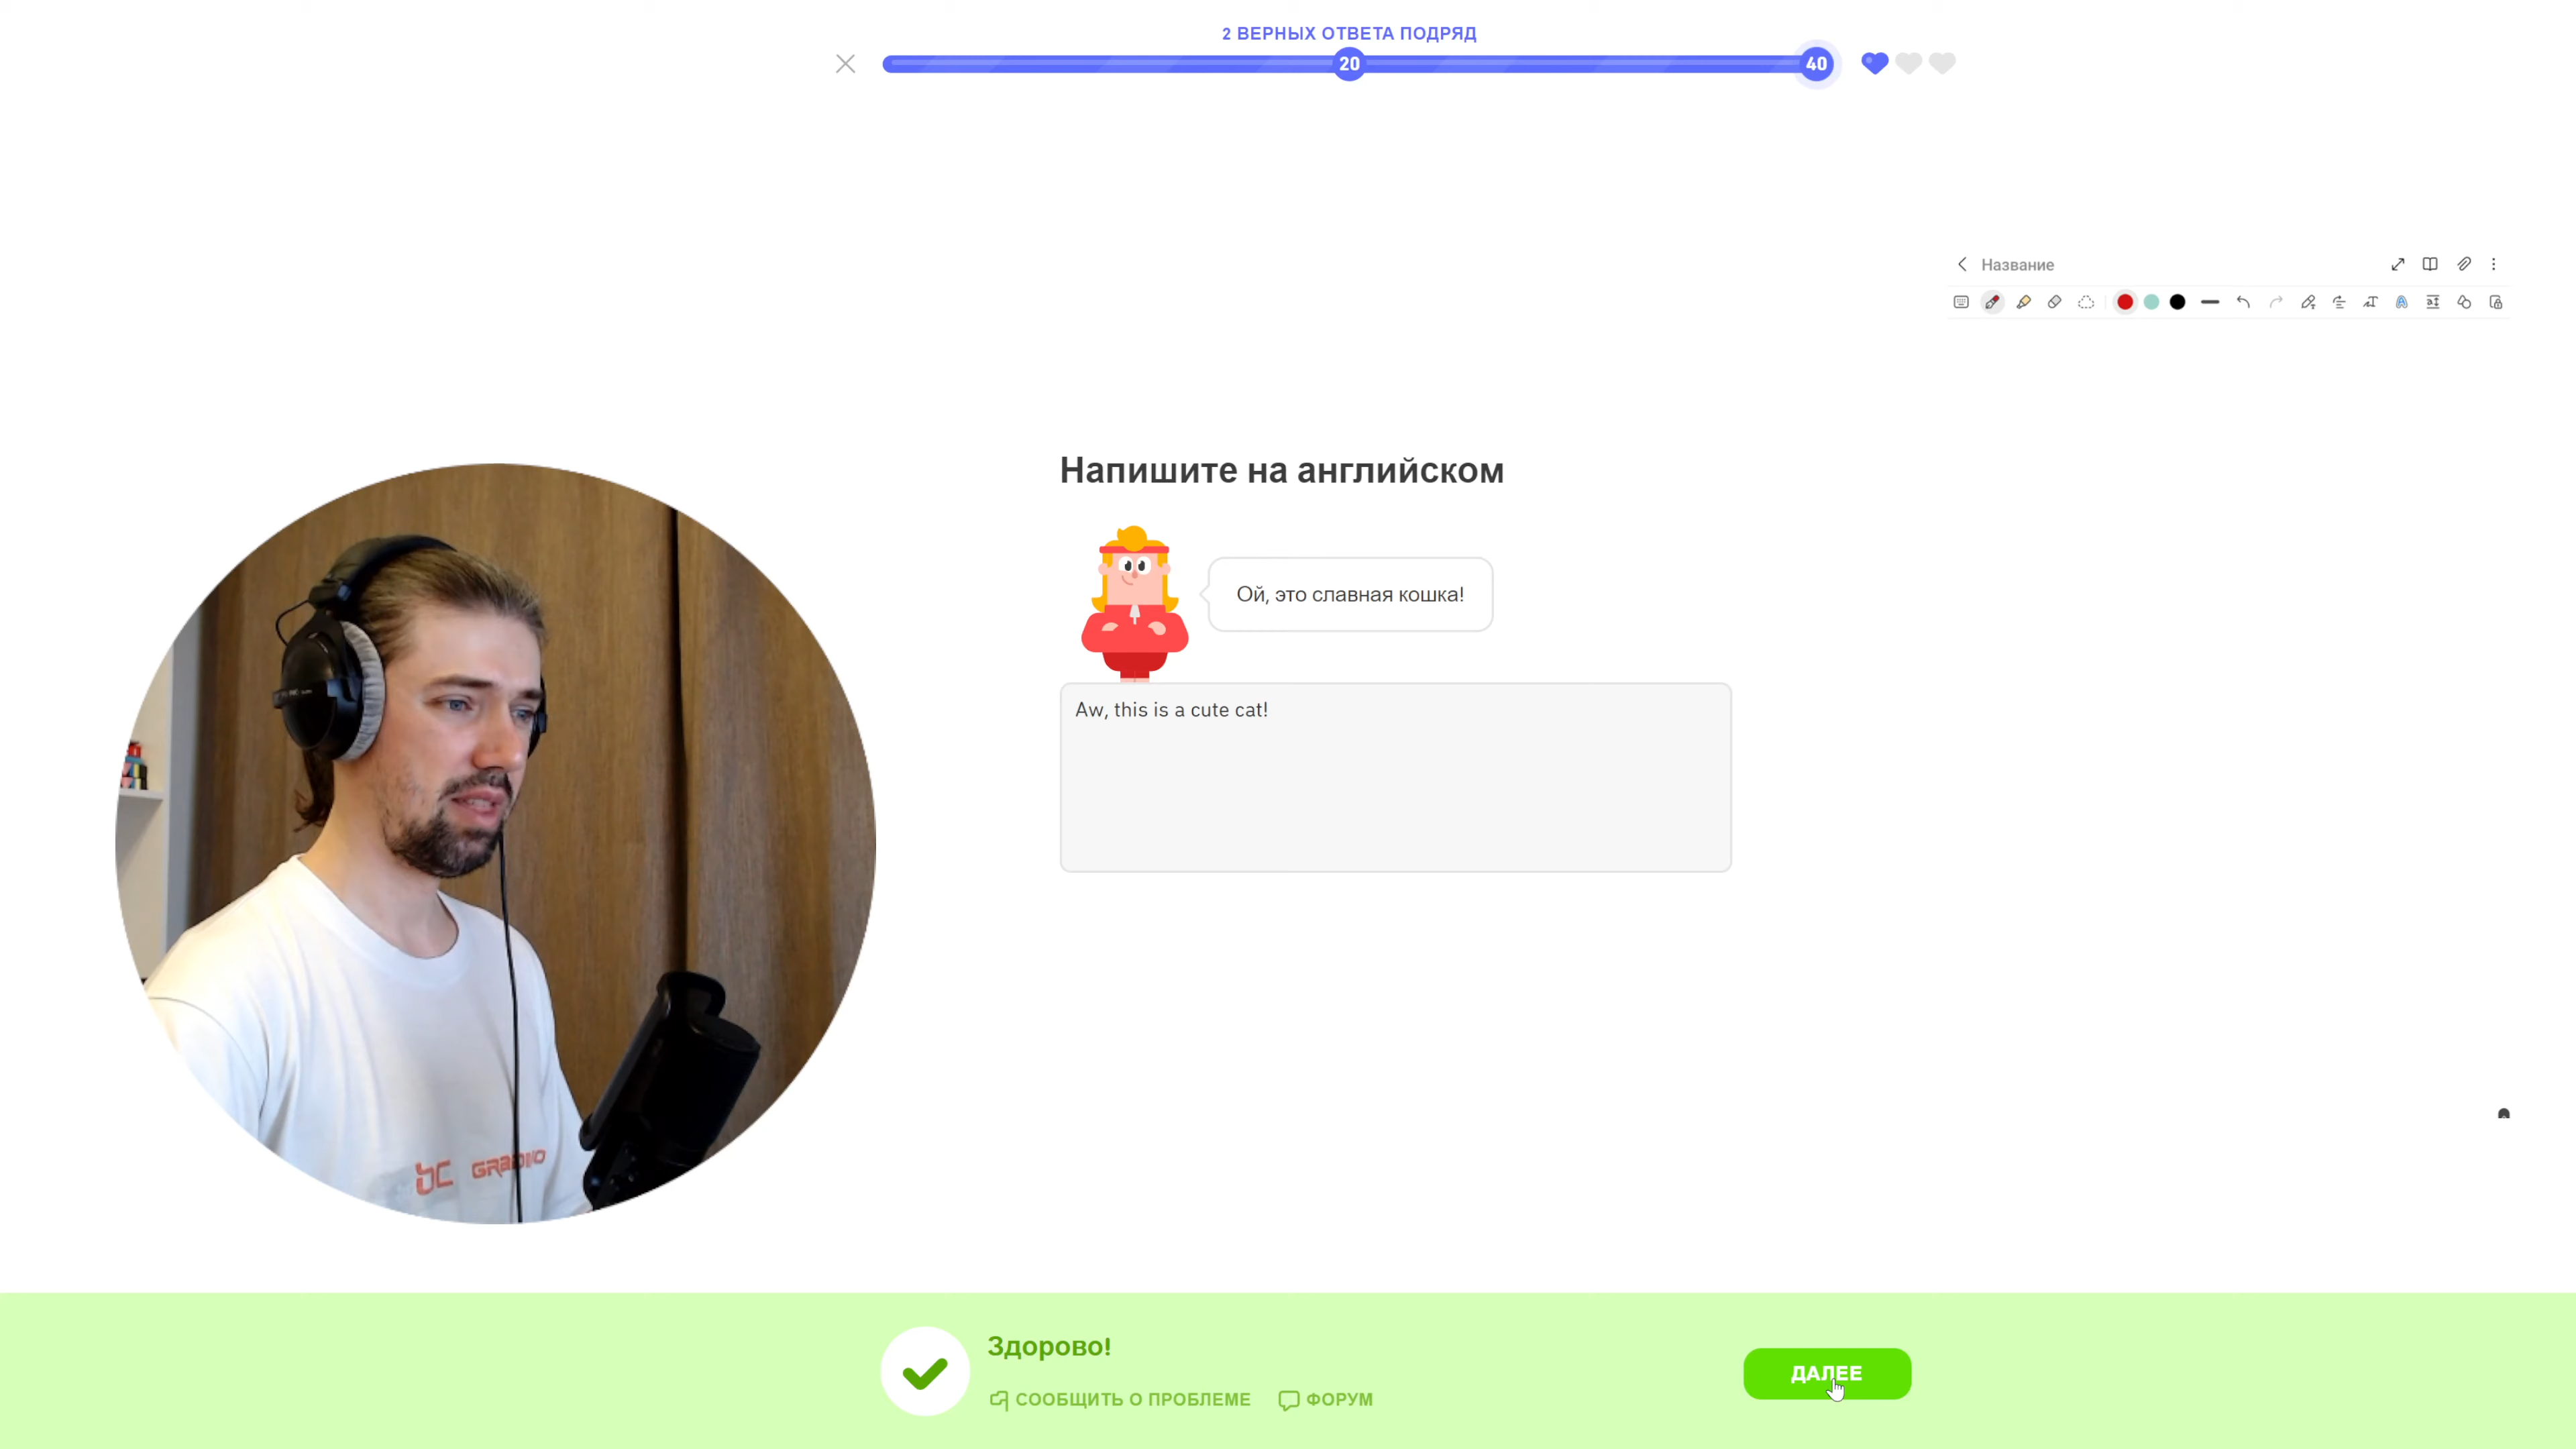 2 ВЕРНЫХ ОТВЕТА ПОДРЯД
20
40
Название
Напишите на английском
Ой, это славная кошка!
Aw, this is a cute cat!
Здорово!
СООБЩИТЬ О ПРОБЛЕМЕ
ФОРУМ
ДАЛЕЕ